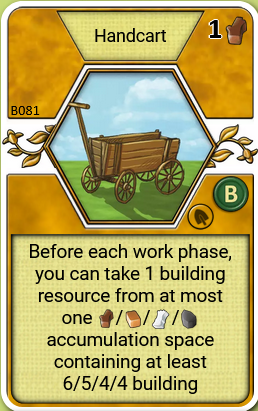 Handcart
1
B081
B
Before each work phase,
you can take 1 building
resource from at most
one / / /
accumulation space
containing at least
6/5/4/4 building